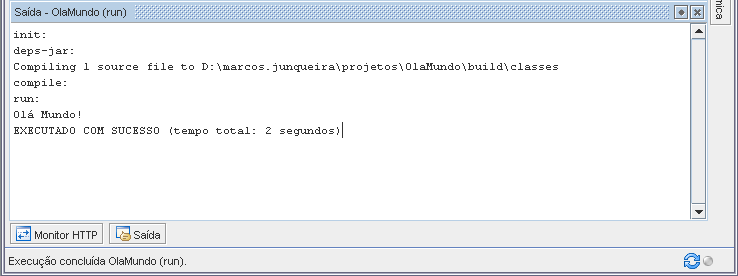 Saída - OlaMundo (run)
init:
deps-jar:
Compiling 1 source file to D:\marcos.junqueira\projetos\OlaMundo\build\classes
compile:
run:
Olá Mundo!
EXECUTADO COM SUCESSO (tempo total: 2 segundos)
Monitor HTTP
Saída
Execução concluída OlaMundo (run).